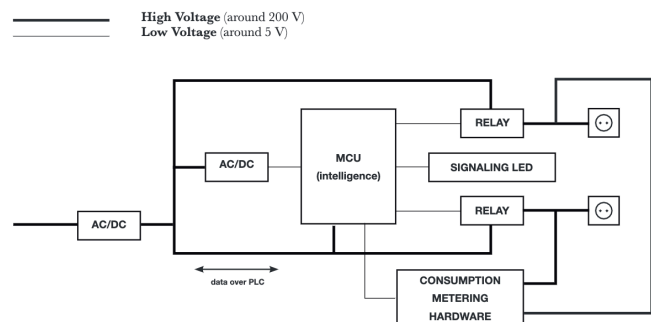 High Voltage (around 200 V)
Low Voltage (around 5 V)
RELAY
AC/DC
MCU
(intelligence)
SIGNALING LED
RELAY
AC/DC
data over PLC
CONSUMPTION
METERING
HARDWARE